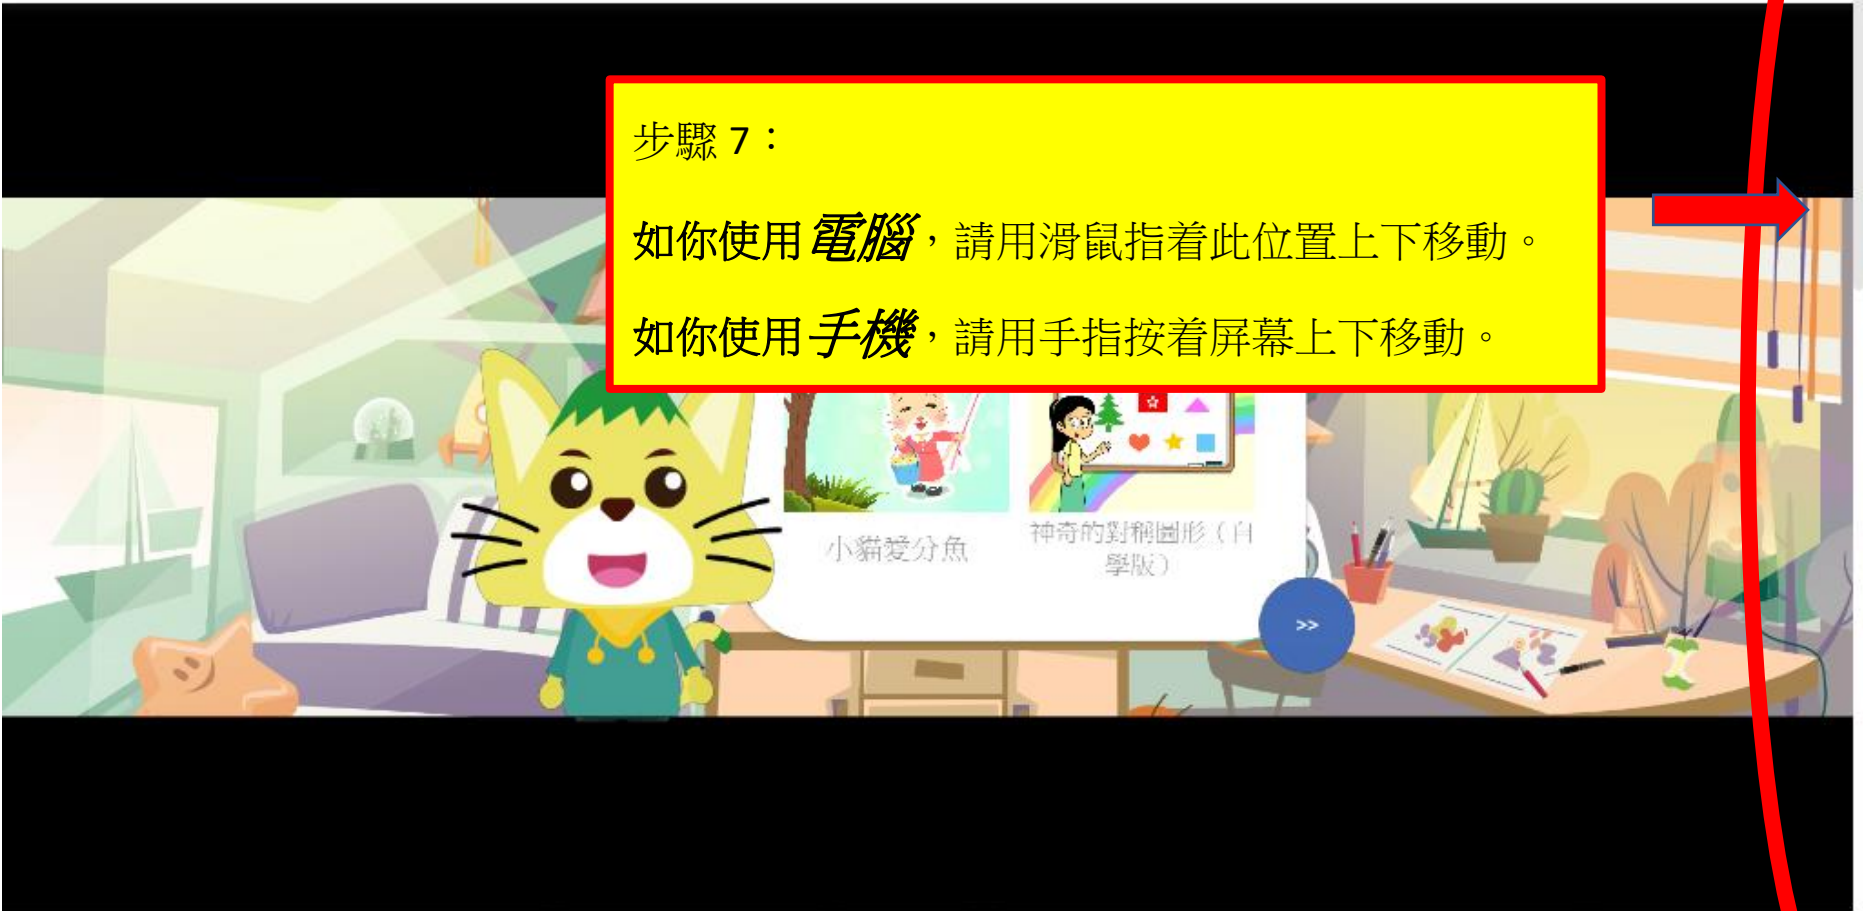 步驟 7：
如你使用電腦，請用滑鼠指着此位置上下移動。
如你使用手機，請用手指按着屏幕上下移動。
小貓愛分魚
神奇的對稱圖形（自
學版）
>>